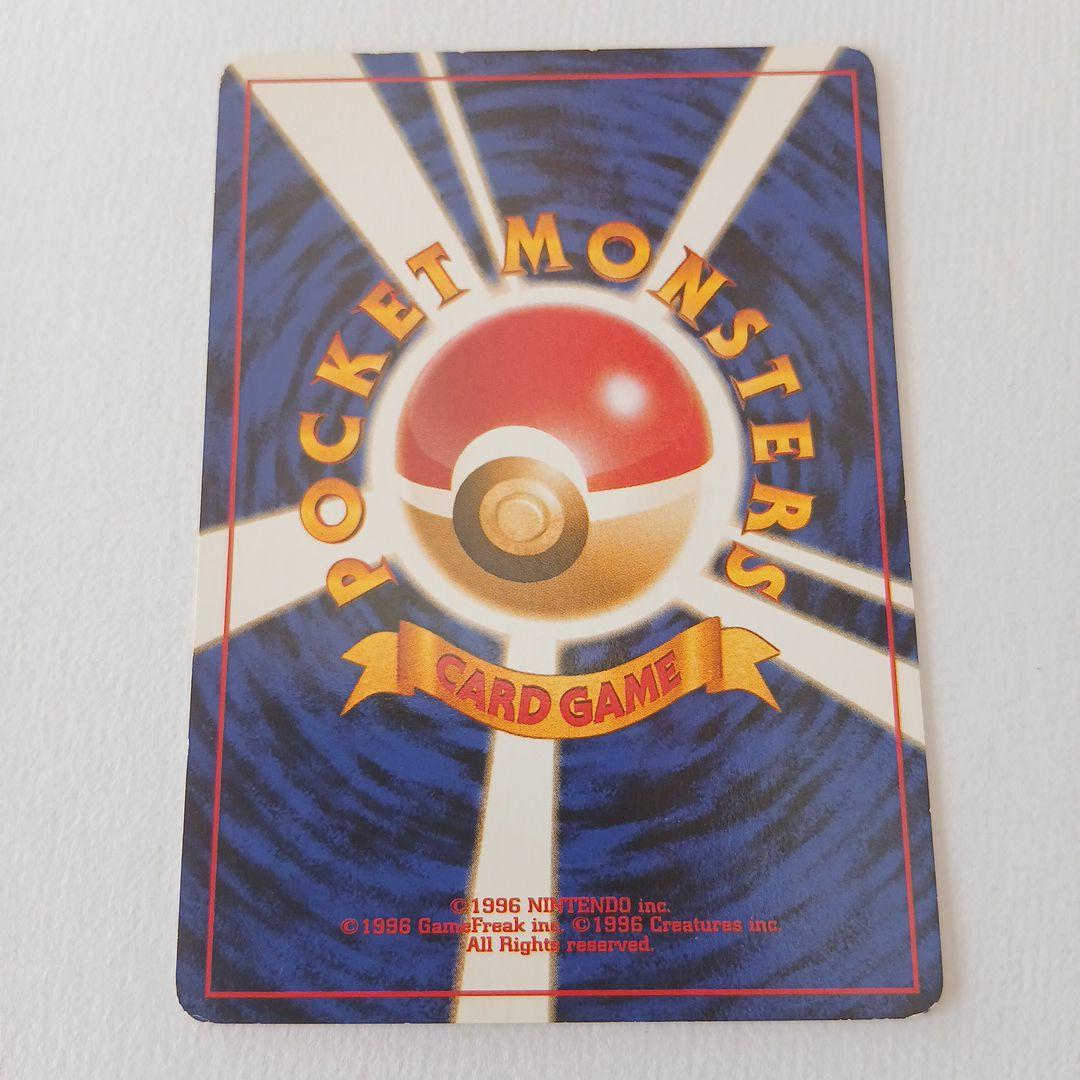 POCKET MONSTERS
CARD GAME
©1996 NINTENDO inc.
©1996 GameFreak inc. ©1996 Creatures inc.
All Rights reserved.